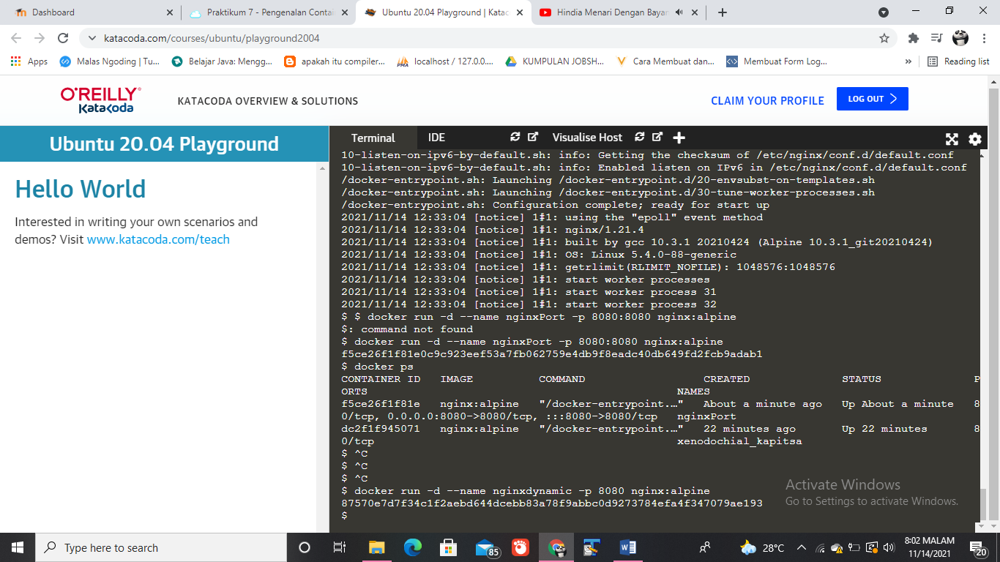 Dashboard
Praktikum 7 - Pengenalan Contai
Ubuntu 20.04 Playground | Katac
Hindia Menari Dengan Bayan
katacoda.com/courses/ubuntu/playground2004
Apps
Malas Ngoding | Tu...
Belajar Java: Mengg...
apakah itu compiler...
localhost / 127.0.0....
KUMPULAN JOBSH...
Cara Membuat dan...
Membuat Form Log...
»
Reading list
O'REILLY
Katacoda
KATACODA OVERVIEW & SOLUTIONS
CLAIM YOUR PROFILE
LOG OUT
Ubuntu 20.04 Playground
Hello World
Interested in writing your own scenarios and
demos? Visit www.katacoda.com/teach
Terminal
IDE
Visualise Host
10-listen-on-ipv6-by-default.sh: info: Getting the checksum of /etc/nginx/conf.d/default.conf
10-listen-on-ipv6-by-default.sh: info: Enabled listen on IPv6 in /etc/nginx/conf.d/default.conf
/docker-entrypoint.sh: Launching /docker-entrypoint.d/20-envsubst-on-templates.sh
/docker-entrypoint.sh: Launching /docker-entrypoint.d/30-tune-worker-processes.sh
/docker-entrypoint.sh: Configuration complete; ready for start up
2021/11/14 12:33:04 [notice] 1#1: using the "epoll" event method
2021/11/14 12:33:04 [notice] 1#1: nginx/1.21.4
2021/11/14 12:33:04 [notice] 1#1: built by gcc 10.3.1 20210424 (Alpine 10.3.1_git20210424)
2021/11/14 12:33:04 [notice] 1#1: OS: Linux 5.4.0-88-generic
2021/11/14 12:33:04 [notice] 1#1: getrlimit(RLIMIT_NOFILE): 1048576:1048576
2021/11/14 12:33:04 [notice] 1#1: start worker processes
2021/11/14 12:33:04 [notice] 1#1: start worker process 31
2021/11/14 12:33:04 [notice] 1#1: start worker process 32
$ $ docker run -d --name nginxPort -p 8080:8080 nginx:alpine
$: command not found
$ docker run -d --name nginxPort -p 8080:8080 nginx:alpine
f5ce26f1f81e0c9c923eef53a7fb062759e4db9f8eadc40db649fd2fcb9adab1
$ docker ps
CONTAINER ID   IMAGE          COMMAND                  CREATED              STATUS              P
ORTS                                               NAMES
f5ce26f1f81e   nginx:alpine   "/docker-entrypoint.…"   About a minute ago   Up About a minute   8
0/tcp, 0.0.0.0:8080->8080/tcp, :::8080->8080/tcp   nginxPort
dc2f1f945071   nginx:alpine   "/docker-entrypoint.…"   22 minutes ago       Up 22 minutes       8
0/tcp                                              xenodochial_kapitsa
$ ^C
$ ^C
$ ^C
$ docker run -d --name nginxdynamic -p 8080 nginx:alpine
87570e7d7f34c1f2aebd644dcebb83a78f9abbc0d9273784efa4f347079ae193
$
Activate Windows
Go to Settings to activate Windows.
Type here to search
85
28°C
8:02 MALAM
11/14/2021
20